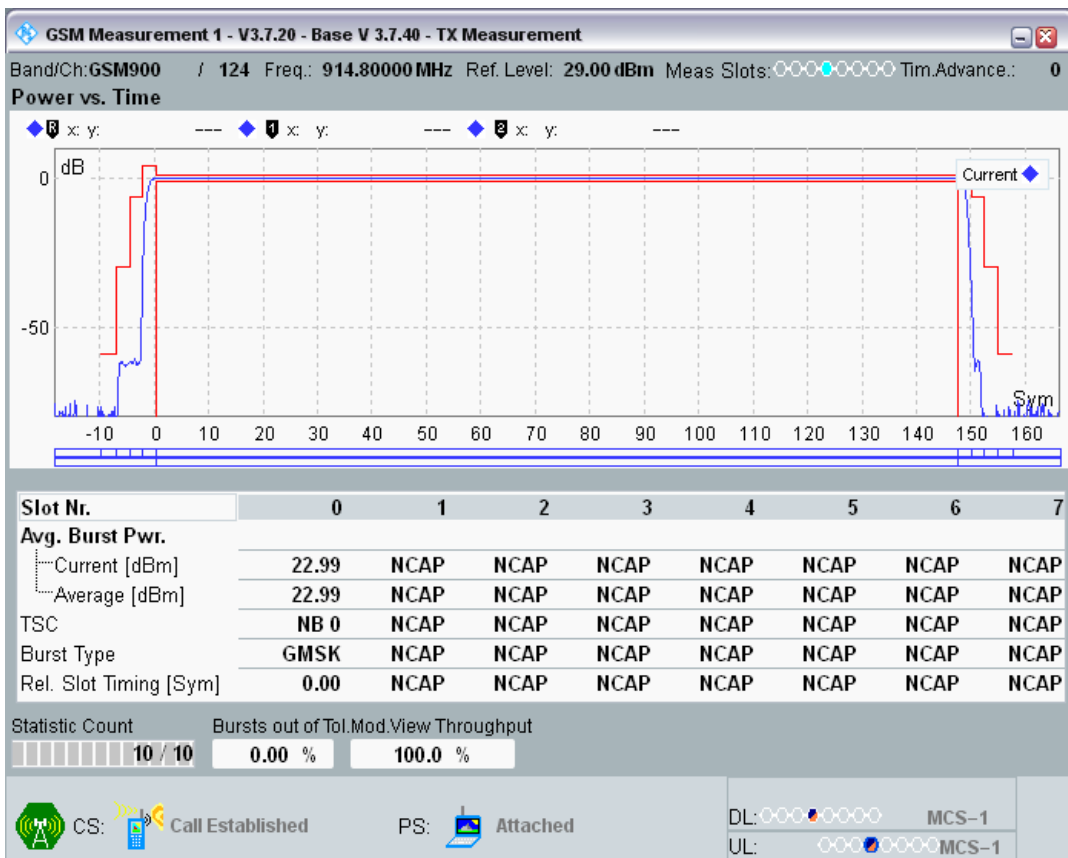 GSM Measurement 1 - V3.7.20 - Base V 3.7.40 - TX Measurement
Band/Ch:GSM900 / 124 Freq.: 914.80000 MHz Ref. Level: 29.00 dBm Meas Slots: Tim.Advance.: 0
Power vs. Time
R x: y: --- 1 x: y: --- 2 x: y: ---
dB
Current
0
-50
Sym
-10 0 10 20 30 40 50 60 70 80 90 100 110 120 130 140 150 160
Slot Nr. 0 1 2 3 4 5 6 7
Avg. Burst Pwr.
Current [dBm] 22.99 NCAP NCAP NCAP NCAP NCAP NCAP NCAP
Average [dBm] 22.99 NCAP NCAP NCAP NCAP NCAP NCAP NCAP
TSC NB 0 NCAP NCAP NCAP NCAP NCAP NCAP NCAP
Burst Type GMSK NCAP NCAP NCAP NCAP NCAP NCAP NCAP
Rel. Slot Timing [Sym] 0.00 NCAP NCAP NCAP NCAP NCAP NCAP NCAP
Statistic Count Bursts out of Tol.Mod.View Throughput
10 / 10 0.00 % 100.0 %
CS: Call Established PS: Attached
DL: MCS-1
UL: MCS-1